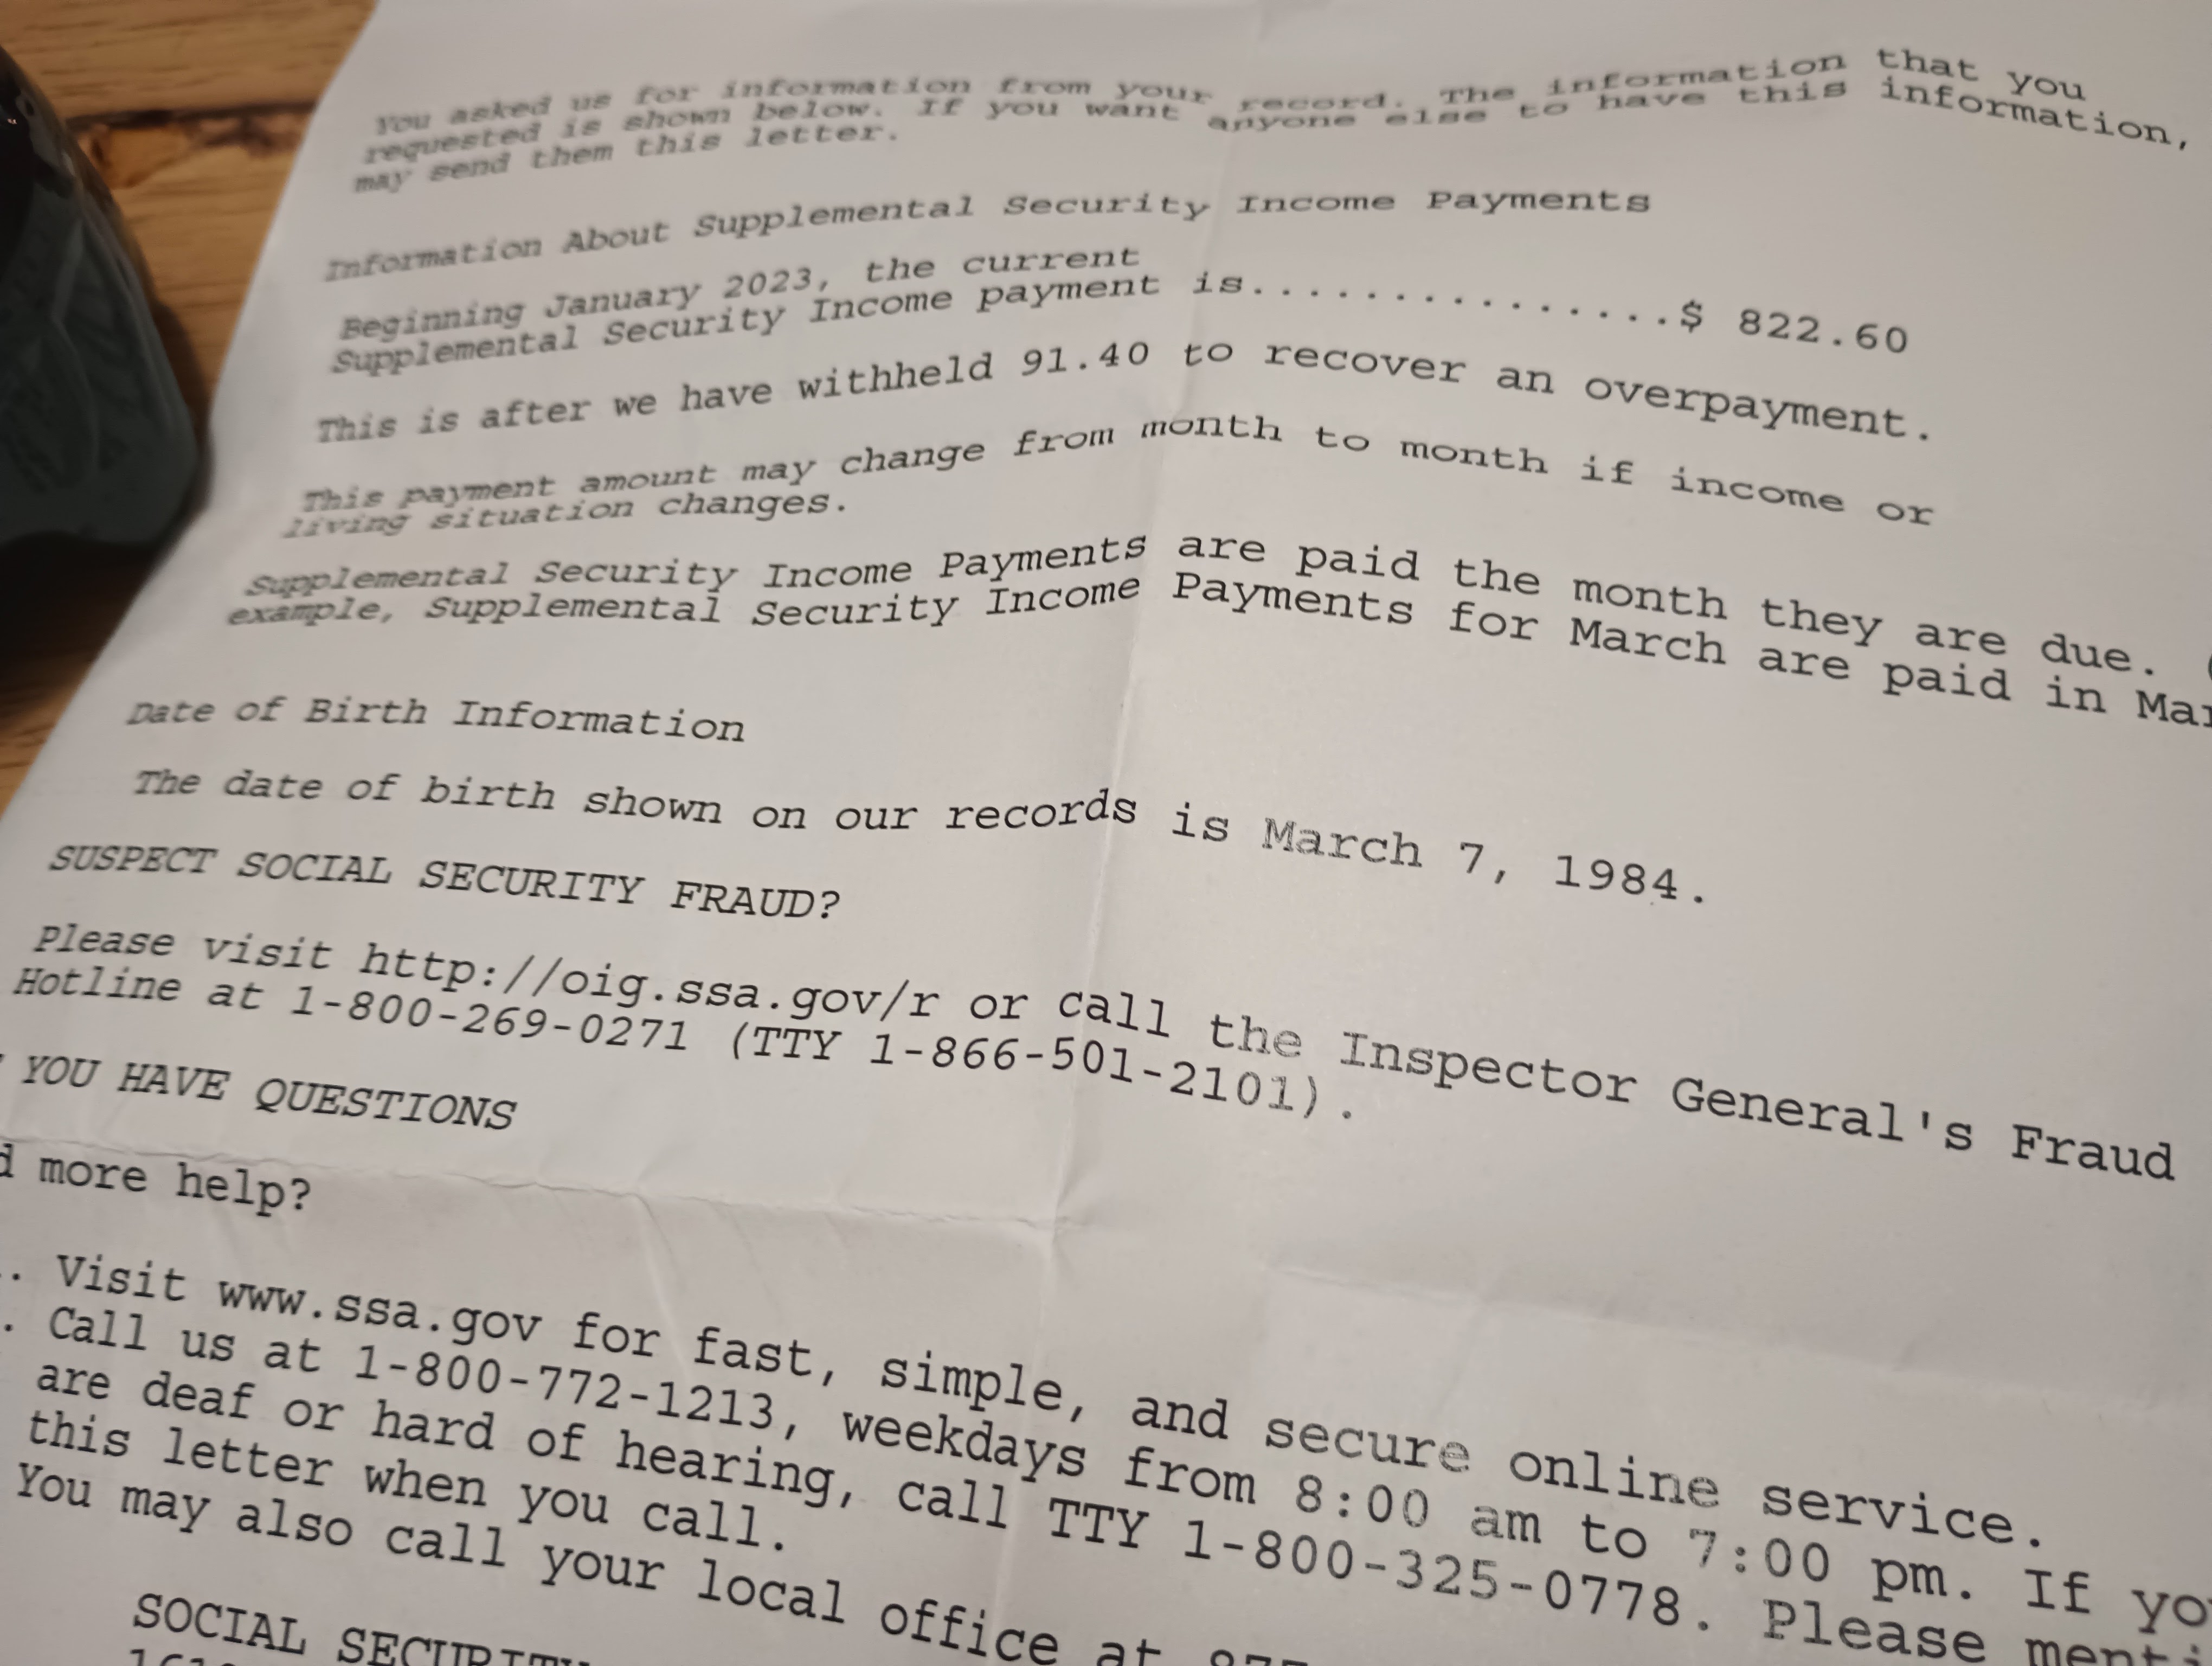 You asked us for information from your record. The information that you
requested is shown below. If you want anyone else to have this information,
may send them this letter.
Information About Supplemental Security Income Payments
Beginning January 2023, the current
Supplemental Security Income payment is...............$ 822.60
This is after we have withheld 91.40 to recover an overpayment.
This payment amount may change from month to month if income or
living situation changes.
Supplemental Security Income Payments are paid the month they are due. (
example, Supplemental Security Income Payments for March are paid in Mar
Date of Birth Information
The date of birth shown on our records is March 7, 1984.
SUSPECT SOCIAL SECURITY FRAUD?
Please visit http://oig.ssa.gov/r or call the Inspector General's Fraud
Hotline at 1-800-269-0271 (TTY 1-866-501-2101).
YOU HAVE QUESTIONS
d more help?
. Visit www.ssa.gov for fast, simple, and secure online service.
. Call us at 1-800-772-1213, weekdays from 8:00 am to 7:00 pm. If yo
are deaf or hard of hearing, call TTY 1-800-325-0778. Please menti
this letter when you call.
You may also call your local office at 877
SOCIAL SECURITY